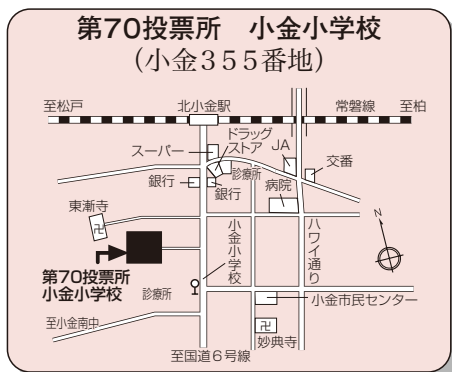 第70投票所　小金小学校
(小金355番地)
至松戸
北小金駅
常磐線
至柏
スーパー
ドラッグ
ストア
JA
診療所
交番
銀行
銀行
病院
東漸寺
卍
小金小学校
ハワイ通り
N
第70投票所
小金小学校
診療所
小金市民センター
至小金南中
卍
妙典寺
至国道6号線